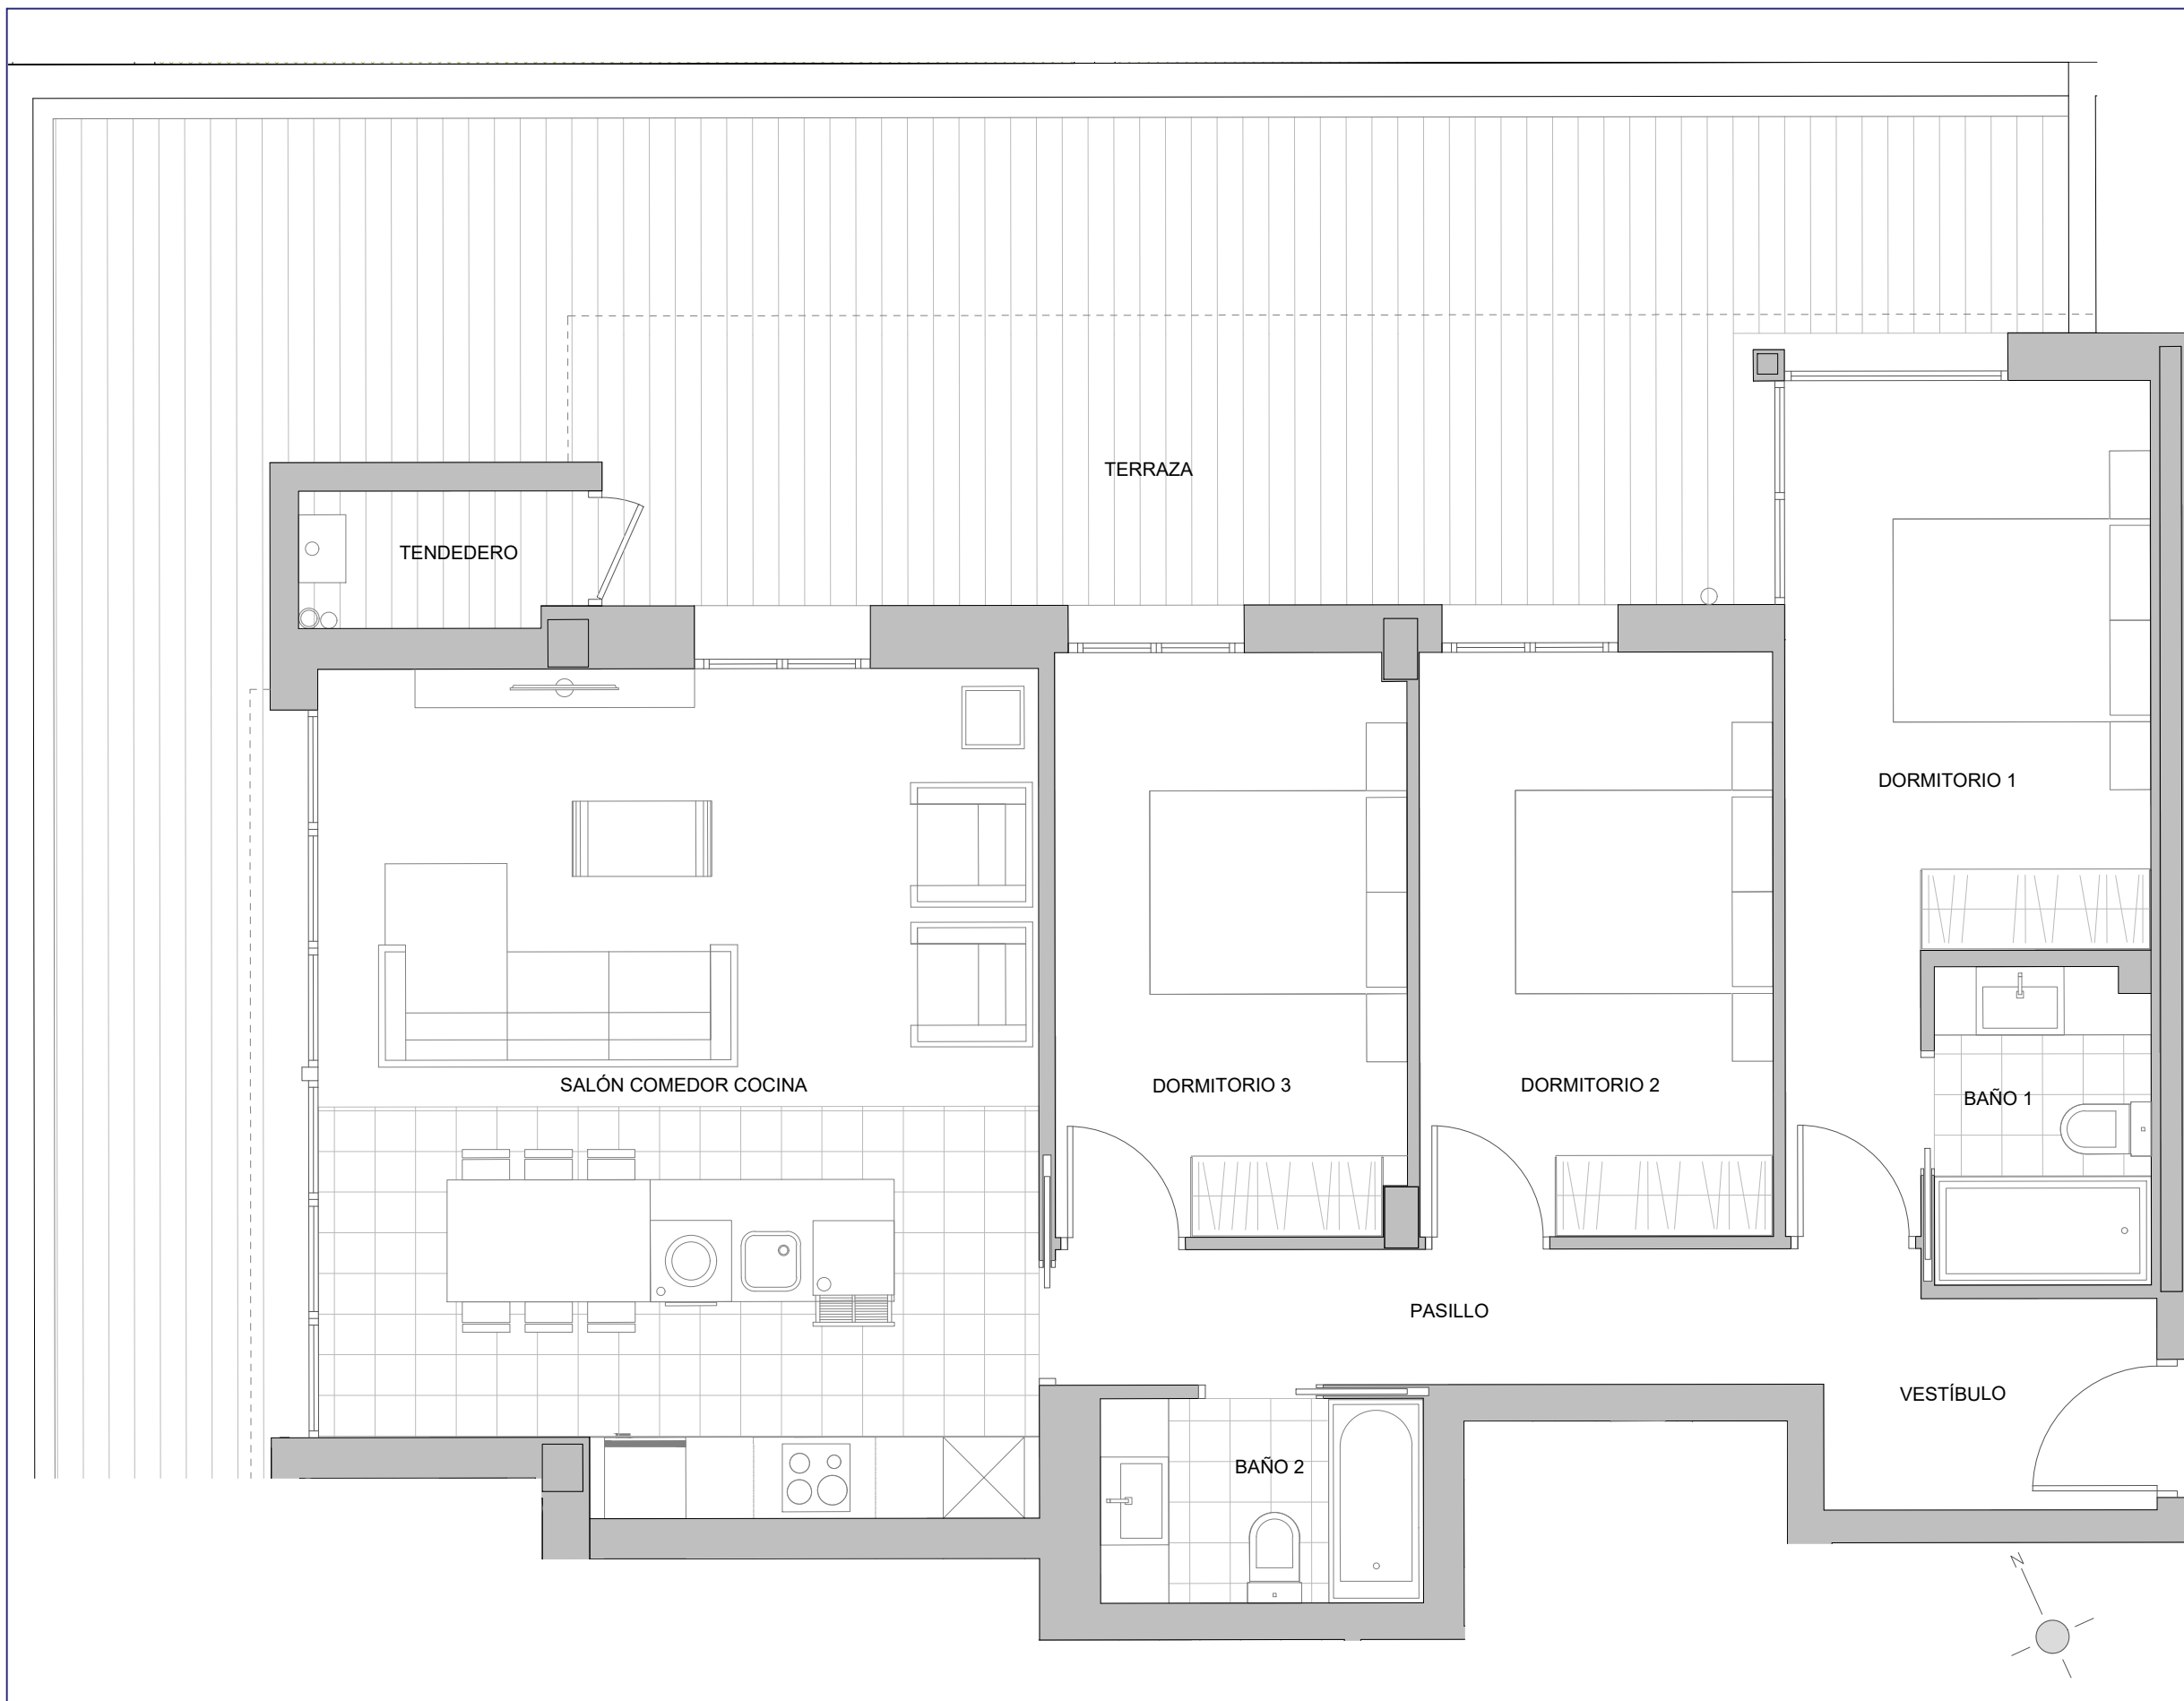 TERRAZA
TENDEDERO
DORMITORIO 1
SALÓN COMEDOR COCINA
DORMITORIO 3
DORMITORIO 2
BAÑO 1
PASILLO
VESTÍBULO
BAÑO 2
N